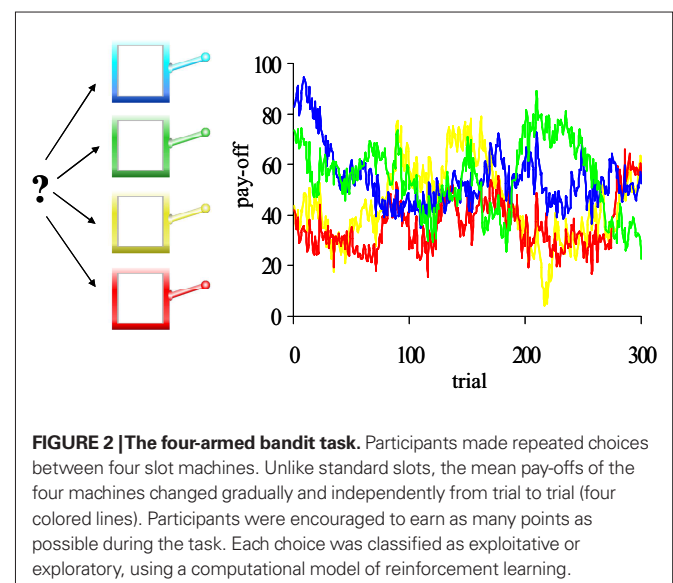 ?
pay-off
100
80
60
40
20
0
0 100 200 300
trial
FIGURE 2 | The four-armed bandit task. Participants made repeated choices
between four slot machines. Unlike standard slots, the mean pay-offs of the
four machines changed gradually and independently from trial to trial (four
colored lines). Participants were encouraged to earn as many points as
possible during the task. Each choice was classified as exploitative or
exploratory, using a computational model of reinforcement learning.